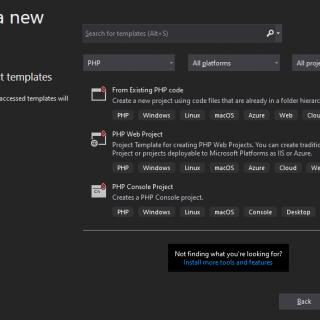 a new
Search for templates (Alt+S)
PHP
All platforms
All proje
t templates
accessed templates will
From Existing PHP code
Create a new project using code files that are already in a folder hierarc
PHP Windows Linux macOS Azure Web Clou
PHP Web Project
Project Template for creating PHP Web Projects. You can create traditio
Project or projects deployable to Microsoft Platforms as IIS or Azure.
PHP Windows Linux macOS Azure Cloud We
PHP Console Project
Creates a PHP Console project.
PHP Windows Linux macOS Console Desktop
Not finding what you're looking for?
Install more tools and features
Back